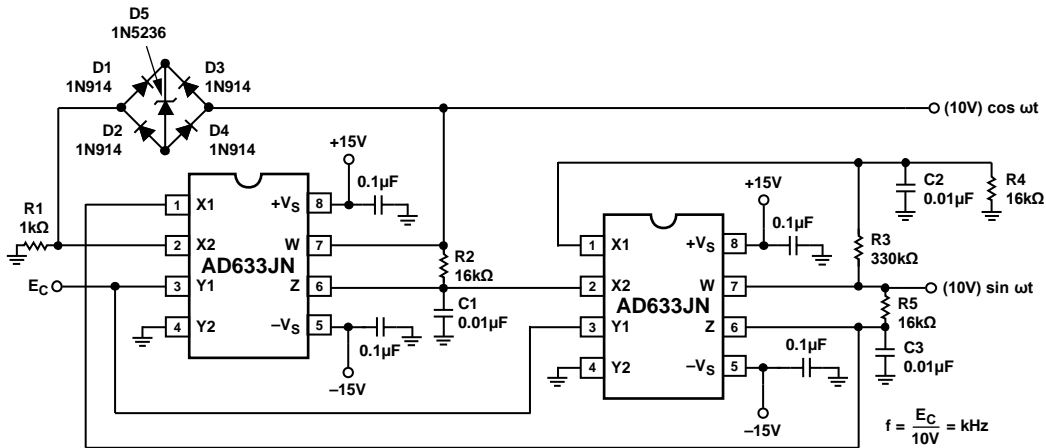 D5
1N5236
D1
1N914
D3
1N914
D2
1N914
D4
1N914
(10V) cos ωt
+15V
0.1µF
R1
1kΩ
1 X1
+VS 8
2 X2
W 7
AD633JN
EC
3 Y1
Z 6
4 Y2
–VS 5
R2
16kΩ
C1
0.01µF
0.1µF
–15V
+15V
0.1µF
C2
0.01µF
R4
16kΩ
R3
330kΩ
1 X1
+VS 8
2 X2
W 7
AD633JN
3 Y1
Z 6
4 Y2
–VS 5
(10V) sin ωt
R5
16kΩ
C3
0.01µF
0.1µF
–15V
f = EC/10V = kHz